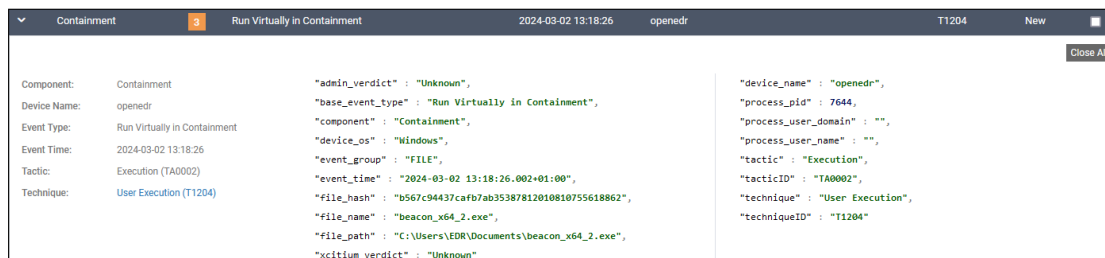 Containment 3 Run Virtually in Containment 2024-03-02 13:18:26 openedr T1204 New
Close Al
Component: Containment
Device Name: openedr
Event Type: Run Virtually in Containment
Event Time: 2024-03-02 13:18:26
Tactic: Execution (TA0002)
Technique: User Execution (T1204)
"admin_verdict" : "Unknown",
"base_event_type" : "Run Virtually in Containment",
"component" : "Containment",
"device_os" : "Windows",
"event_group" : "FILE",
"event_time" : "2024-03-02 13:18:26.002+01:00",
"file_hash" : "b567c94437cafb7ab35387812010810755618862",
"file_name" : "beacon_x64_2.exe",
"file_path" : "C:\Users\EDR\Documents\beacon_x64_2.exe",
"xcitium_verdict" : "Unknown"
"device_name" : "openedr",
"process_pid" : 7644,
"process_user_domain" : "",
"process_user_name" : "",
"tactic" : "Execution",
"tacticID" : "TA0002",
"technique" : "User Execution",
"techniqueID" : "T1204"